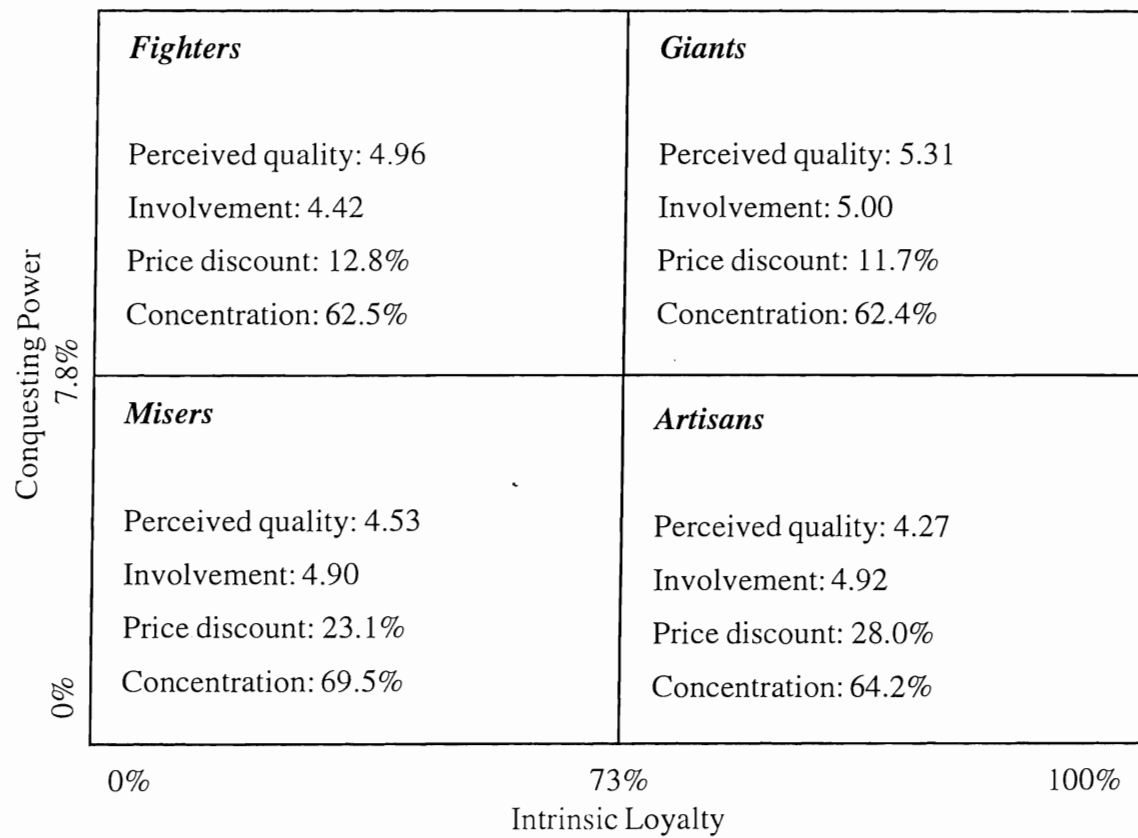 Fighters
Perceived quality: 4.96
Involvement: 4.42
Price discount: 12.8%
Concentration: 62.5%
Giants
Perceived quality: 5.31
Involvement: 5.00
Price discount: 11.7%
Concentration: 62.4%
Conquesting Power
7.8%
0%
Misers
Perceived quality: 4.53
Involvement: 4.90
Price discount: 23.1%
Concentration: 69.5%
Artisans
Perceived quality: 4.27
Involvement: 4.92
Price discount: 28.0%
Concentration: 64.2%
0% 73% 100%
Intrinsic Loyalty